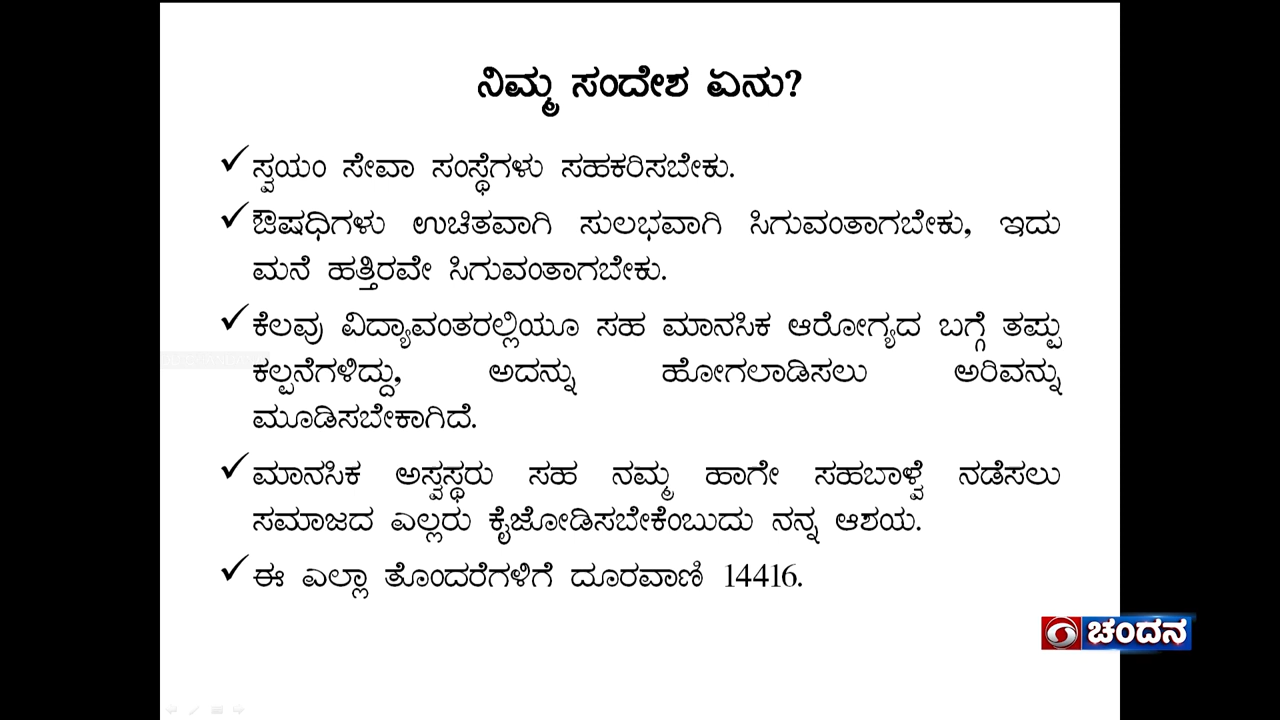 ನಿಮ್ಮ ಸಂದೇಶ ಏನು?
✓ ಸ್ವಯಂ ಸೇವಾ ಸಂಸ್ಥೆಗಳು ಸಹಕರಿಸಬೇಕು.
✓ ಔಷಧಿಗಳು ಉಚಿತವಾಗಿ ಸುಲಭವಾಗಿ ಸಿಗುವಂತಾಗಬೇಕು, ಇದು
ಮನೆ ಹತ್ತಿರವೇ ಸಿಗುವಂತಾಗಬೇಕು.
✓ ಕೆಲವು ವಿದ್ಯಾವಂತರಲ್ಲಿಯೂ ಸಹ ಮಾನಸಿಕ ಆರೋಗ್ಯದ ಬಗ್ಗೆ ತಪ್ಪು
ಕಲ್ಪನೆಗಳಿದ್ದು, ಅದನ್ನು ಹೋಗಲಾಡಿಸಲು ಅರಿವನ್ನು
ಮೂಡಿಸಬೇಕಾಗಿದೆ.
✓ ಮಾನಸಿಕ ಅಸ್ವಸ್ಥರು ಸಹ ನಮ್ಮ ಹಾಗೇ ಸಹಬಾಳ್ವೆ ನಡೆಸಲು
ಸಮಾಜದ ಎಲ್ಲರು ಕೈಜೋಡಿಸಬೇಕೆಂಬುದು ನನ್ನ ಆಶಯ.
✓ ಈ ಎಲ್ಲಾ ತೊಂದರೆಗಳಿಗೆ ದೂರವಾಣಿ 14416.
ಚಂದನ